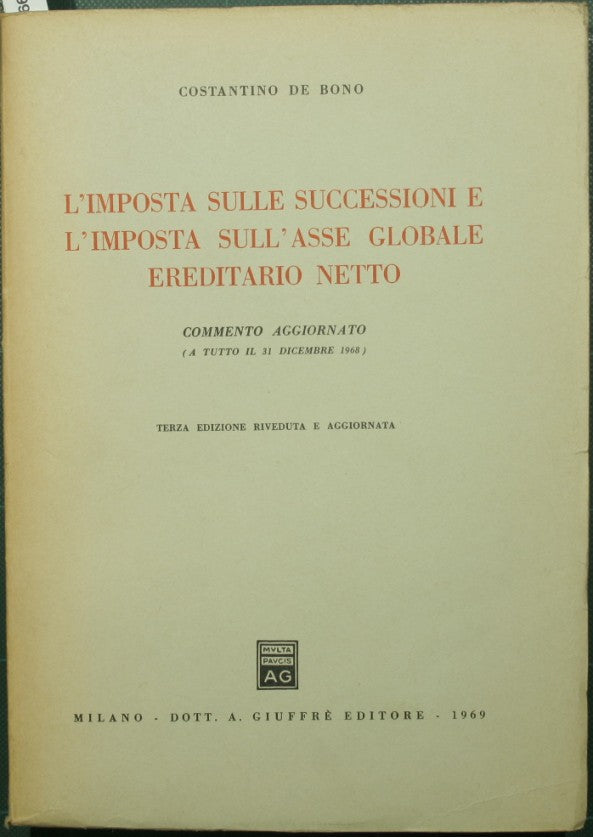 COSTANTINO DE BONO
L'IMPOSTA SULLE SUCCESSIONI E
L'IMPOSTA SULL'ASSE GLOBALE
EREDITARIO NETTO
COMMENTO AGGIORNATO
(A TUTTO IL 31 DICEMBRE 1968)
TERZA EDIZIONE RIVEDUTA E AGGIORNATA
MVLTA
PAVCIS
AG
MILANO - DOTT. A. GIUFFRÈ EDITORE - 1969